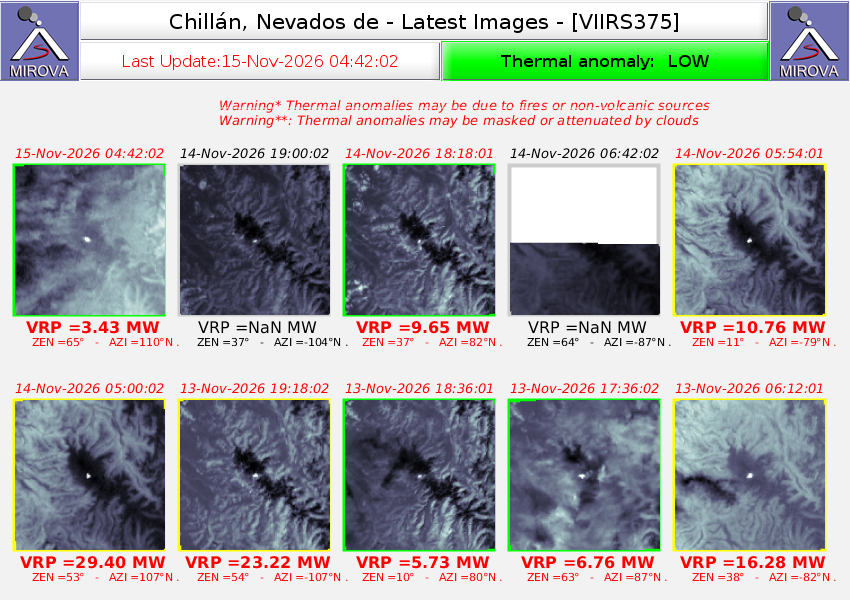 Chillán, Nevados de - Latest Images - [VIIRS375]
MIROVA
Last Update:15-Nov-2026 04:42:02
Thermal anomaly: LOW
MIROVA
Warning* Thermal anomalies may be due to fires or non-volcanic sources
Warning**: Thermal anomalies may be masked or attenuated by clouds
15-Nov-2026 04:42:02
14-Nov-2026 19:00:02
14-Nov-2026 18:18:01
14-Nov-2026 06:42:02
14-Nov-2026 05:54:01
VRP =3.43 MW
VRP =NaN MW
VRP =9.65 MW
VRP =NaN MW
VRP =10.76 MW
ZEN =65° - AZI =110°N .
ZEN =37° - AZI =-104°N .
ZEN =37° - AZI =82°N .
ZEN =64° - AZI =-87°N .
ZEN =11° - AZI =-79°N .
14-Nov-2026 05:00:02
13-Nov-2026 19:18:02
13-Nov-2026 18:36:01
13-Nov-2026 17:36:02
13-Nov-2026 06:12:01
VRP =29.40 MW
VRP =23.22 MW
VRP =5.73 MW
VRP =6.76 MW
VRP =16.28 MW
ZEN =53° - AZI =107°N .
ZEN =54° - AZI =-107°N .
ZEN =10° - AZI =80°N .
ZEN =63° - AZI =87°N .
ZEN =38° - AZI =-82°N .